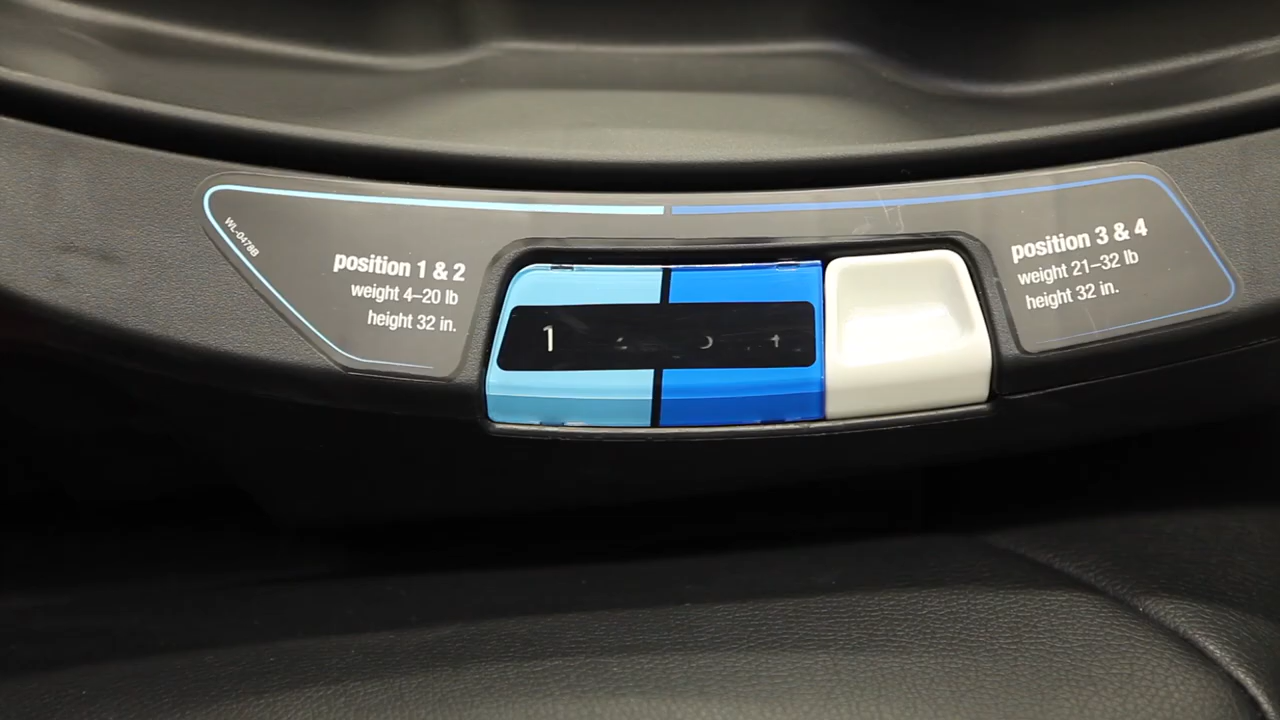 WL-0478B
position 1 & 2
weight 4–20 lb
height 32 in.
1
position 3 & 4
weight 21–32 lb
height 32 in.